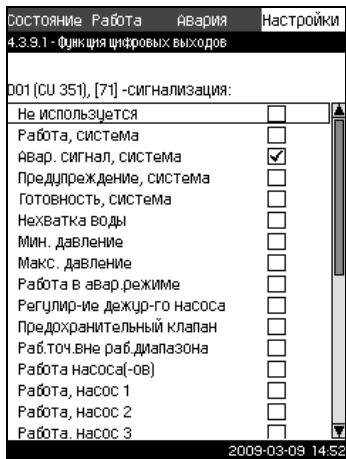 Состояние Работа Авария Настройки
4.3.9.1 - Функция цифровых выходов
DO1 (CU 351), [71] -сигнализация:
Не используется
Работа, система
Авар. сигнал, система
Предупреждение, система
Готовность, система
Нехватка воды
Мин. давление
Макс. давление
Работа в авар.режиме
Регулир-ие дежур-го насоса
Предохранительный клапан
Раб.точ.вне раб.диапазона
Работа насоса(-ов)
Работа, насос 1
Работа, насос 2
Работа, насос 3
2009-03-09 14:52